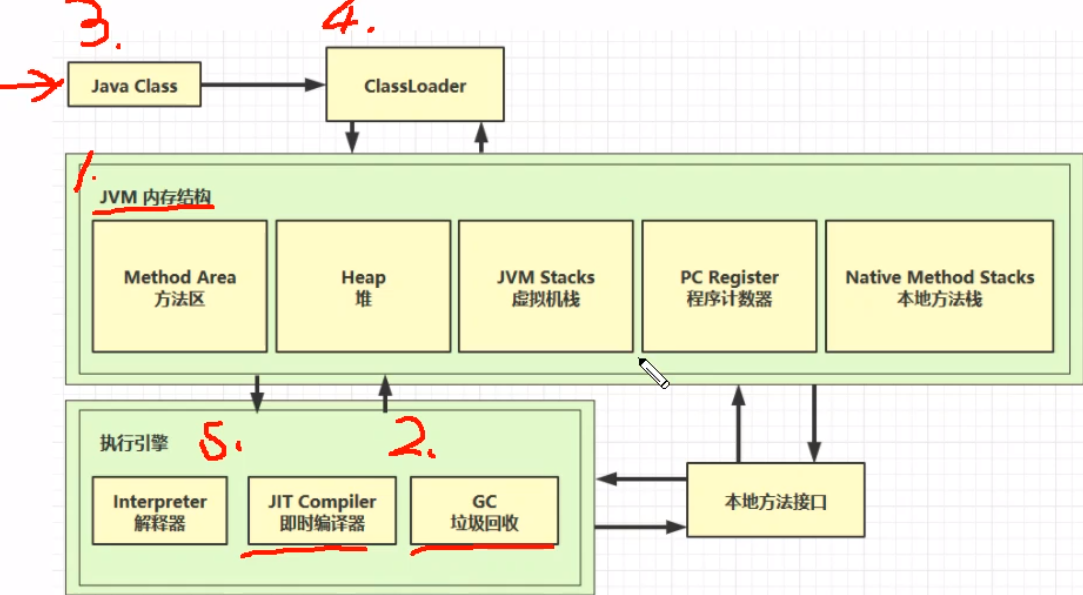 3.
4.
Java Class
ClassLoader
1.
JVM 内存结构
Method Area
方法区
Heap
堆
JVM Stacks
虚拟机栈
PC Register
程序计数器
Native Method Stacks
本地方法栈
执行引擎
5.
2.
Interpreter
解释器
JIT Compiler
即时编译器
GC
垃圾回收
本地方法接口